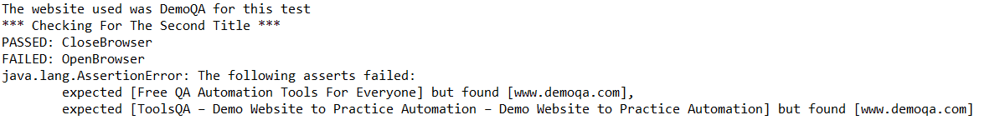 The website used was DemoQA for this test
*** Checking For The Second Title ***
PASSED: CloseBrowser
FAILED: OpenBrowser
java.lang.AssertionError: The following asserts failed:
        expected [Free QA Automation Tools For Everyone] but found [www.demoqa.com],
        expected [ToolsQA – Demo Website to Practice Automation – Demo Website to Practice Automation] but found [www.demoqa.com]